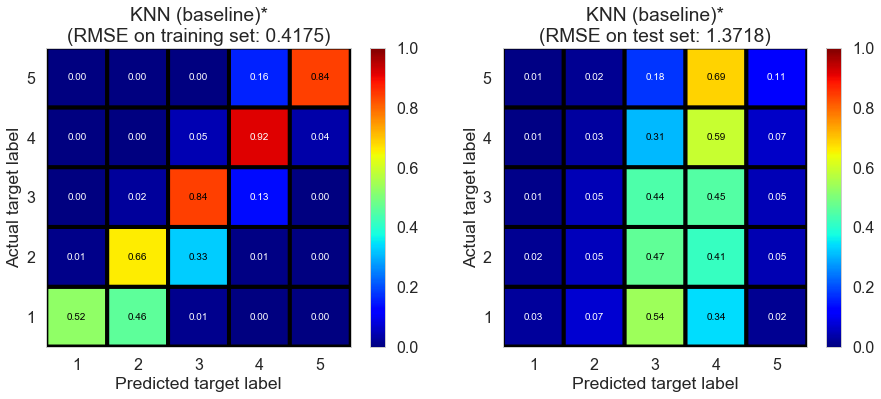 KNN (baseline)*
(RMSE on training set: 0.4175)
Actual target label
5 0.00 0.00 0.00 0.16 0.84
4 0.00 0.00 0.05 0.92 0.04
3 0.00 0.02 0.84 0.13 0.00
2 0.01 0.66 0.33 0.01 0.00
1 0.52 0.46 0.01 0.00 0.00
1 2 3 4 5
Predicted target label
1.0
0.8
0.6
0.4
0.2
0.0
KNN (baseline)*
(RMSE on test set: 1.3718)
Actual target label
5 0.01 0.02 0.18 0.69 0.11
4 0.01 0.03 0.31 0.59 0.07
3 0.01 0.05 0.44 0.45 0.05
2 0.02 0.05 0.47 0.41 0.05
1 0.03 0.07 0.54 0.34 0.02
1 2 3 4 5
Predicted target label
1.0
0.8
0.6
0.4
0.2
0.0